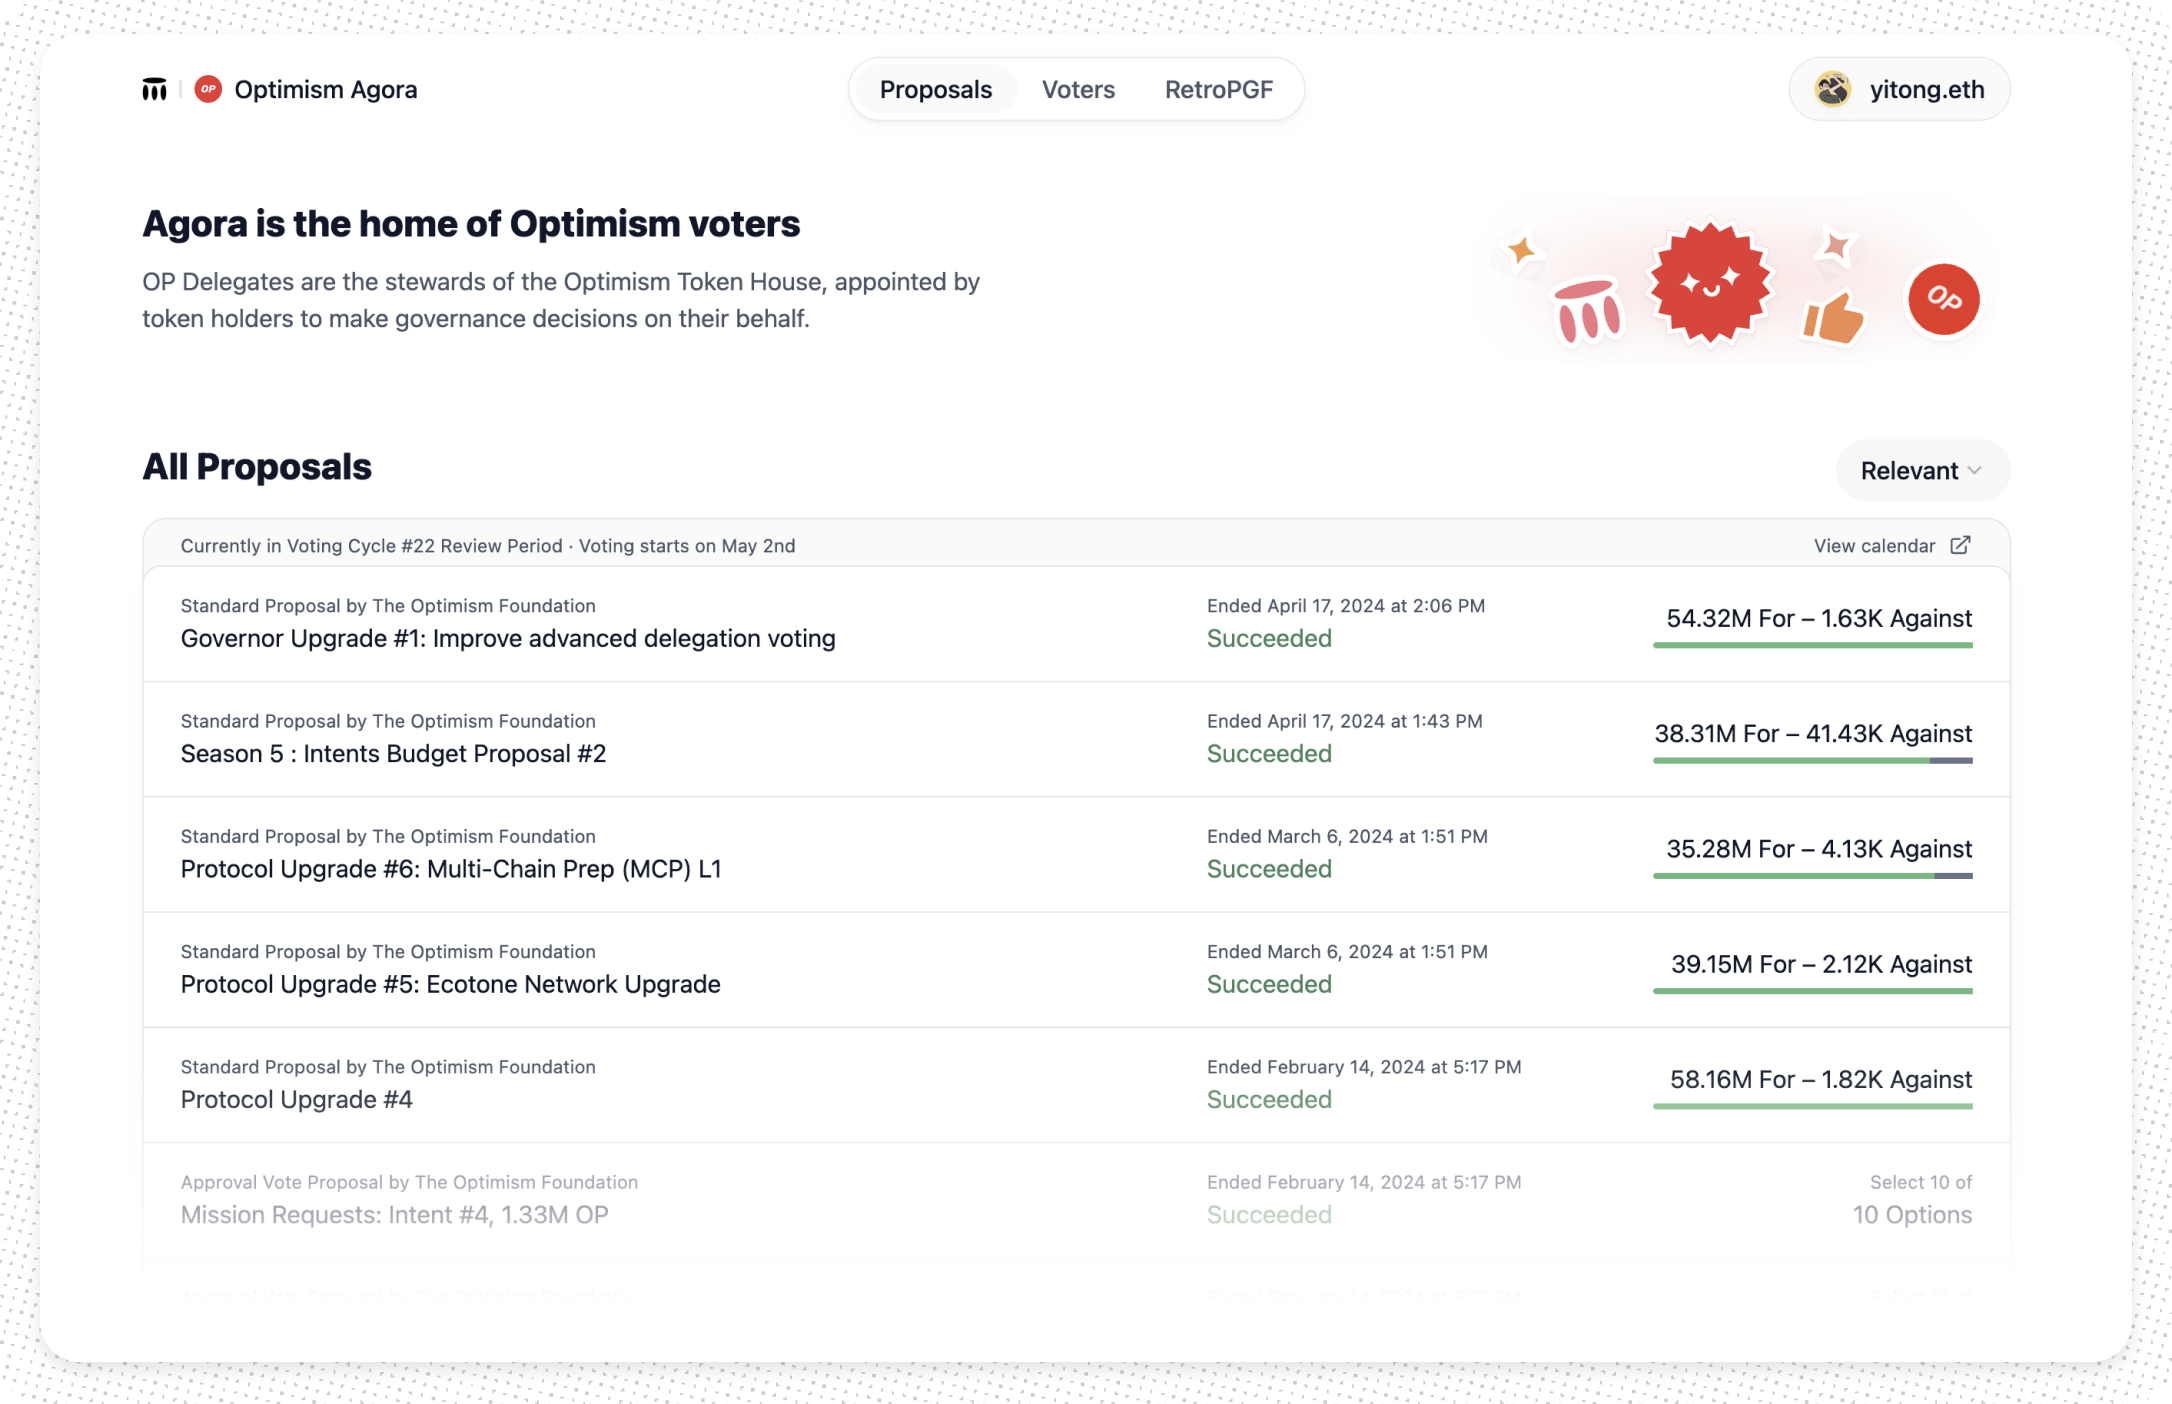 OP Optimism Agora
Proposals Voters RetroPGF
yitong.eth
Agora is the home of Optimism voters
OP Delegates are the stewards of the Optimism Token House, appointed by
token holders to make governance decisions on their behalf.
OP
All Proposals
Relevant
Currently in Voting Cycle #22 Review Period · Voting starts on May 2nd
View calendar
Standard Proposal by The Optimism Foundation
Governor Upgrade #1: Improve advanced delegation voting
Ended April 17, 2024 at 2:06 PM
Succeeded
54.32M For – 1.63K Against
Standard Proposal by The Optimism Foundation
Season 5 : Intents Budget Proposal #2
Ended April 17, 2024 at 1:43 PM
Succeeded
38.31M For – 41.43K Against
Standard Proposal by The Optimism Foundation
Protocol Upgrade #6: Multi-Chain Prep (MCP) L1
Ended March 6, 2024 at 1:51 PM
Succeeded
35.28M For – 4.13K Against
Standard Proposal by The Optimism Foundation
Protocol Upgrade #5: Ecotone Network Upgrade
Ended March 6, 2024 at 1:51 PM
Succeeded
39.15M For – 2.12K Against
Standard Proposal by The Optimism Foundation
Protocol Upgrade #4
Ended February 14, 2024 at 5:17 PM
Succeeded
58.16M For – 1.82K Against
Approval Vote Proposal by The Optimism Foundation
Mission Requests: Intent #4, 1.33M OP
Ended February 14, 2024 at 5:17 PM
Succeeded
Select 10 of
10 Options